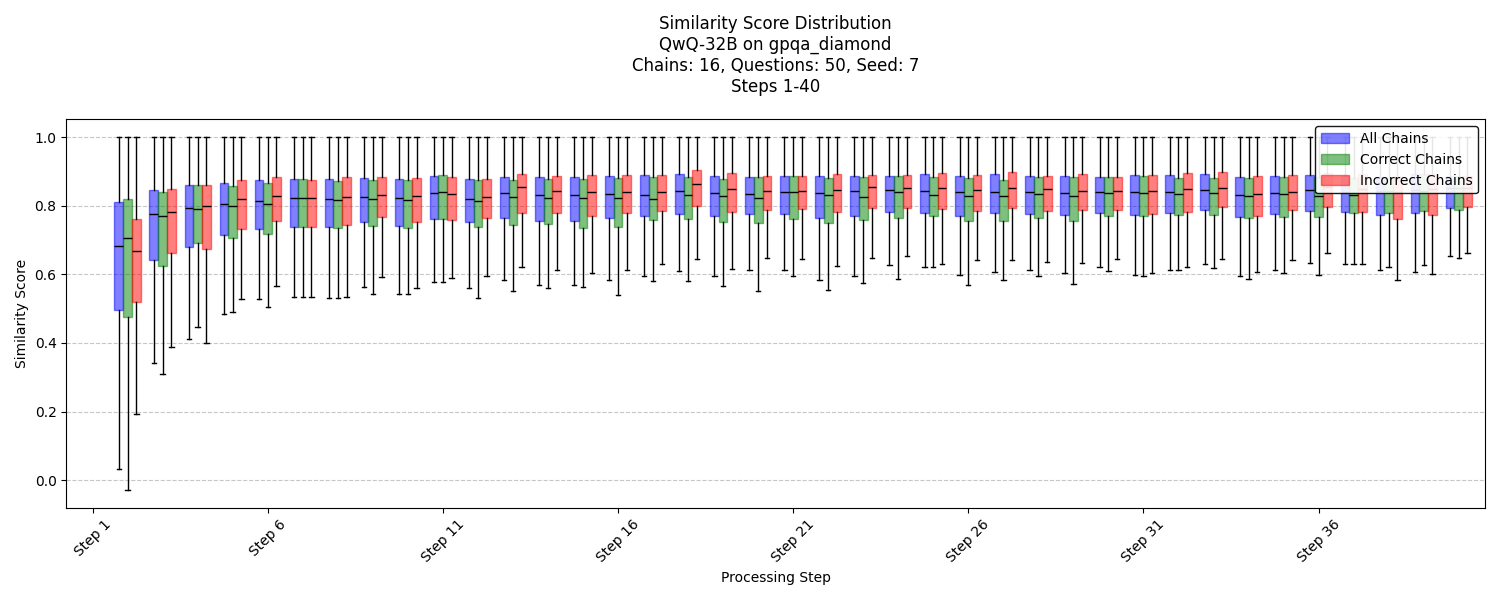 Similarity Score Distribution
QwQ-32B on gpqa_diamond
Chains: 16, Questions: 50, Seed: 7
Steps 1-40
Similarity Score
1.0
0.8
0.6
0.4
0.2
0.0
All Chains
Correct Chains
Incorrect Chains
Step 1
Step 6
Step 11
Step 16
Step 21
Step 26
Step 31
Step 36
Processing Step